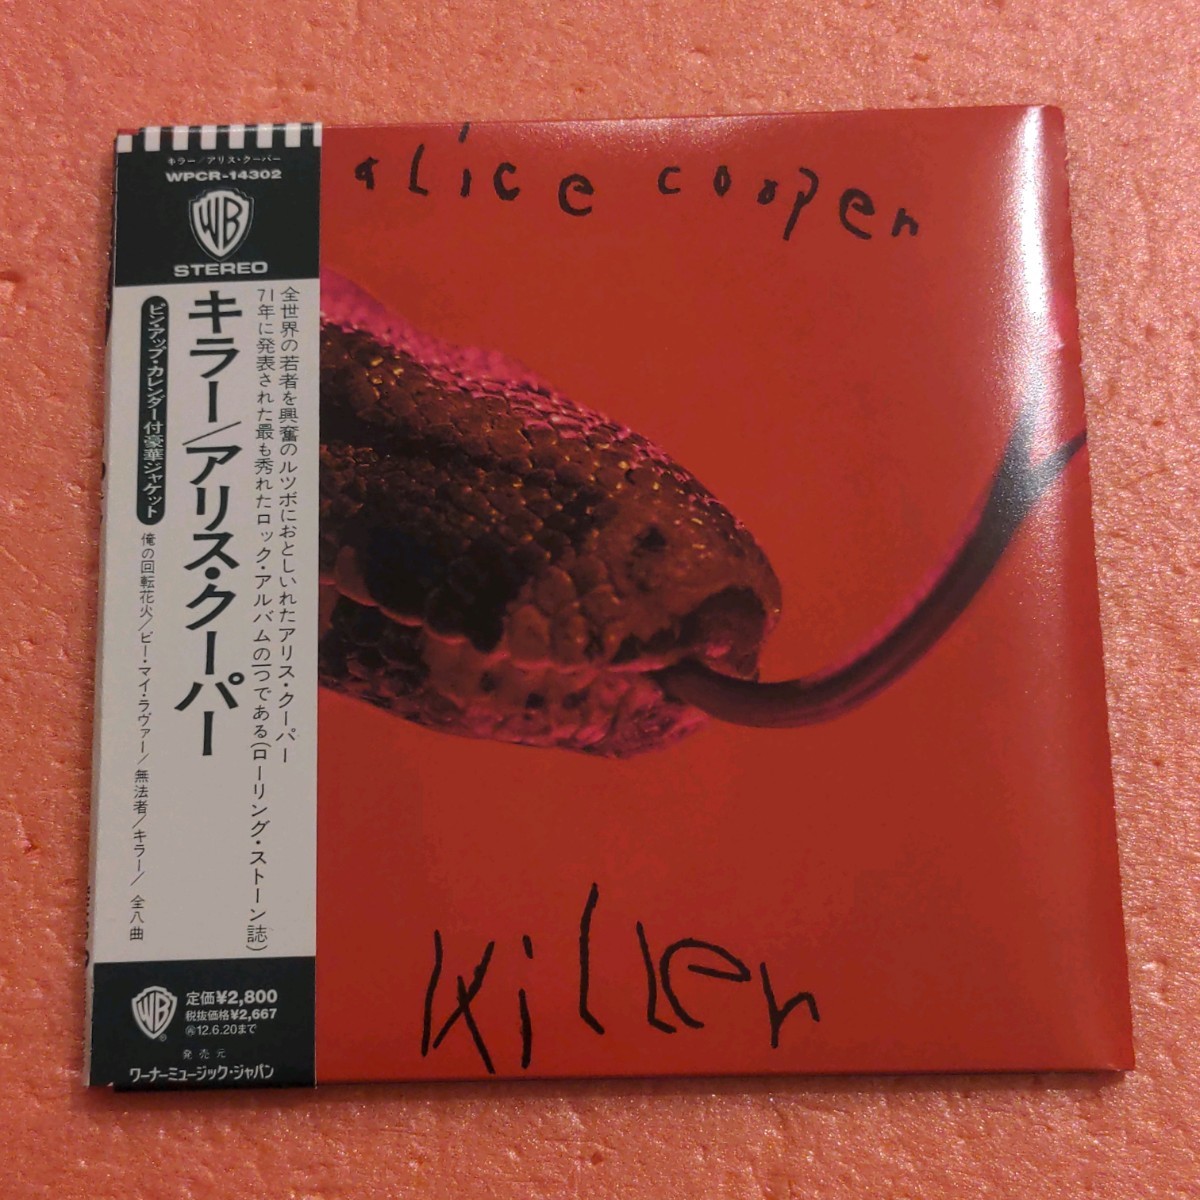 キラー/アリス・クーパー
WPCR-14302
WB
STEREO
全世界の若者を興奮のルツボにおとしいれたアリス・クーパー
71年に発表された最も秀れたロック・アルバムの一つである(ローリング・ストーン誌)
キラー/アリス・クーパー
ピン・アップ・カレンダー付豪華ジャケット
俺の回転花火/ビー・マイ・ラヴァー/無法者/キラー/ 全八曲
WB
定価¥2,800
税抜価格¥2,667
㋐12.6.20まで
発売元
ワーナーミュージック・ジャパン
alice cooper
killer